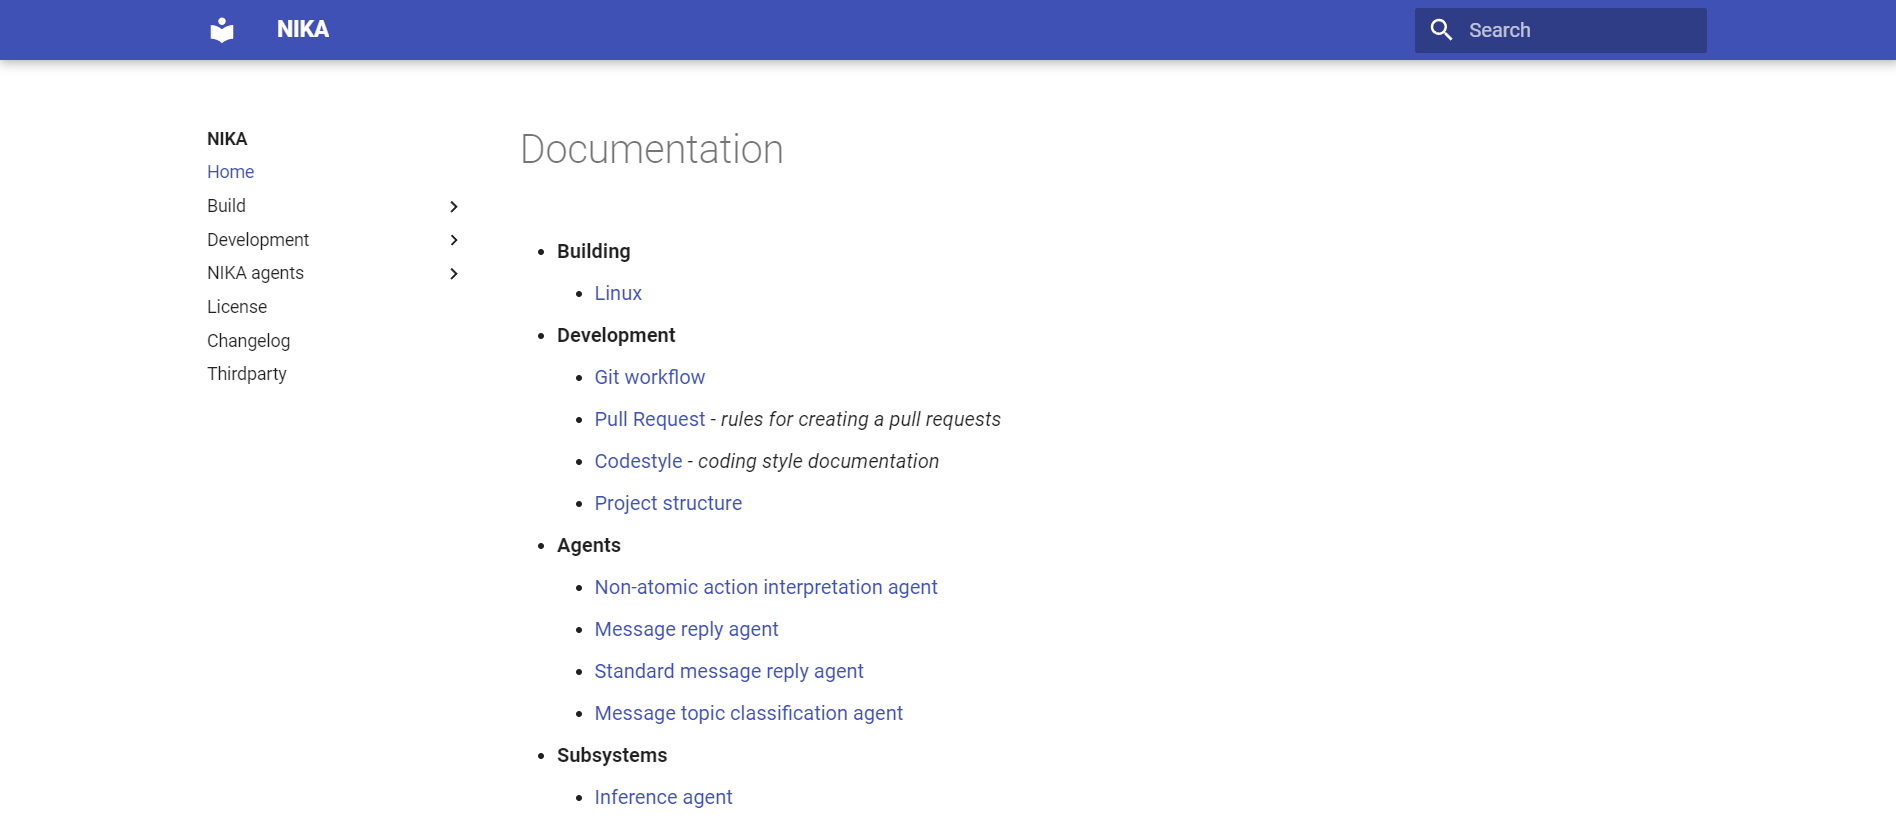 NIKA
Search
NIKA
Home
Build
Development
NIKA agents
License
Changelog
Thirdparty
Documentation
Building
Linux
Development
Git workflow
Pull Request - rules for creating a pull requests
Codestyle - coding style documentation
Project structure
Agents
Non-atomic action interpretation agent
Message reply agent
Standard message reply agent
Message topic classification agent
Subsystems
Inference agent